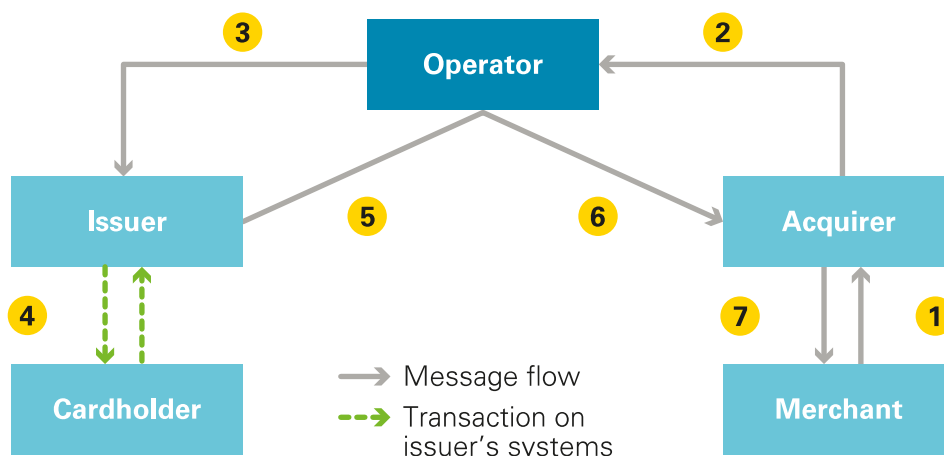 3
2
Operator
Issuer
Acquirer
5
6
4
7
1
Cardholder
Message flow
Merchant
Transaction on
issuer's systems